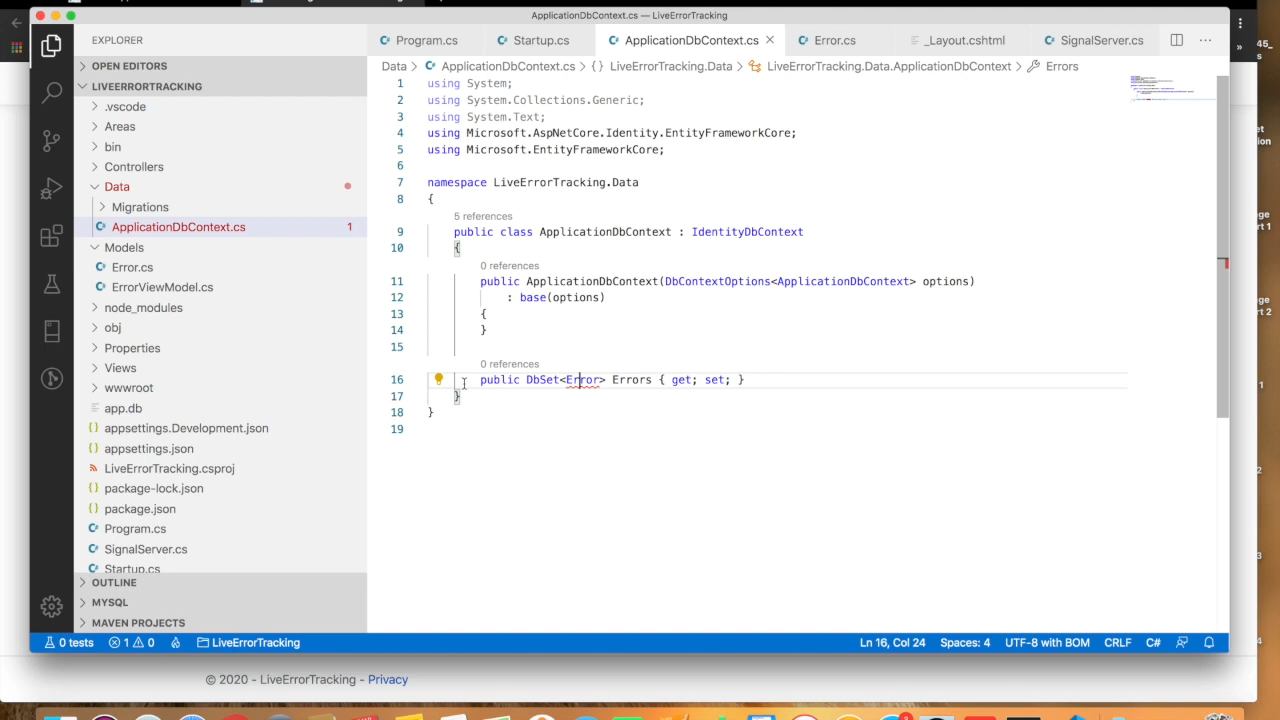 ApplicationDbContext.cs — LiveErrorTracking
EXPLORER
OPEN EDITORS
LIVEERRORTRACKING
.vscode
Areas
bin
Controllers
Data
Migrations
ApplicationDbContext.cs 1
Models
Error.cs
ErrorViewModel.cs
node_modules
obj
Properties
Views
wwwroot
app.db
appsettings.Development.json
appsettings.json
LiveErrorTracking.csproj
package-lock.json
package.json
Program.cs
SignalServer.cs
Startup.cs
OUTLINE
MYSQL
MAVEN PROJECTS
Program.cs Startup.cs ApplicationDbContext.cs Error.cs _Layout.cshtml SignalServer.cs
Data > ApplicationDbContext.cs > {} LiveErrorTracking.Data > LiveErrorTracking.Data.ApplicationDbContext > Errors
1 using System;
2 using System.Collections.Generic;
3 using System.Text;
4 using Microsoft.AspNetCore.Identity.EntityFrameworkCore;
5 using Microsoft.EntityFrameworkCore;
6
7 namespace LiveErrorTracking.Data
8 {
5 references
9 public class ApplicationDbContext : IdentityDbContext
10 {
0 references
11 public ApplicationDbContext(DbContextOptions<ApplicationDbContext> options)
12 : base(options)
13 {
14 }
15
0 references
16 public DbSet<Error> Errors { get; set; }
17 }
18 }
19
0 tests 1 0 LiveErrorTracking Ln 16, Col 24 Spaces: 4 UTF-8 with BOM CRLF C#
© 2020 - LiveErrorTracking - Privacy